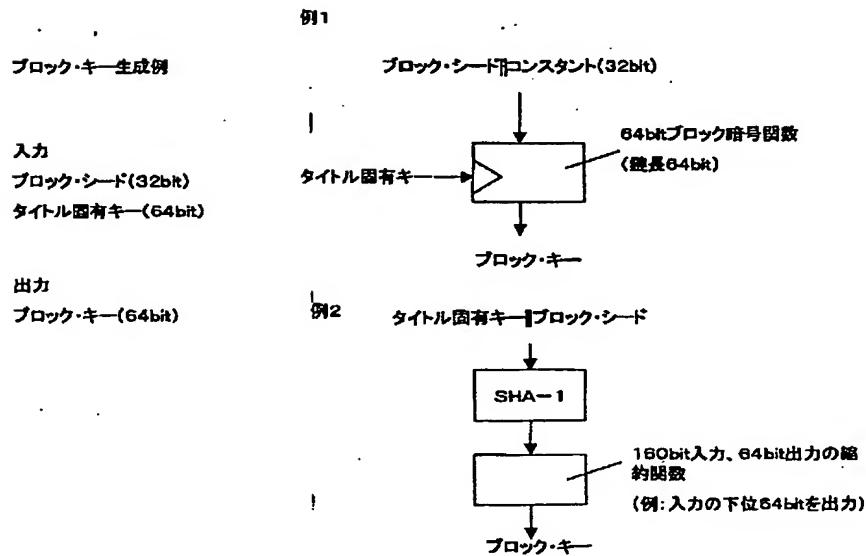 例1
ブロック・キー生成例
ブロック・シード||コンスタント(32bit)
64bitブロック暗号関数
(鍵長64bit)
入力
ブロック・シード(32bit)
タイトル固有キー(64bit)
タイトル固有キー
ブロック・キー
出力
ブロック・キー(64bit)
例2
タイトル固有キー||ブロック・シード
SHA-1
160bit入力、64bit出力の縮
約関数
(例:入力の下位64bitを出力)
ブロック・キー